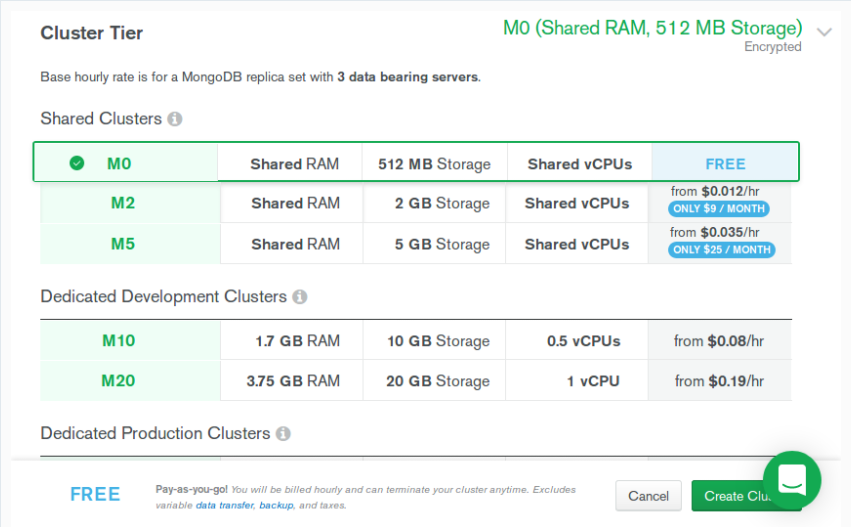 Cluster Tier
M0 (Shared RAM, 512 MB Storage)
Encrypted
Base hourly rate is for a MongoDB replica set with 3 data bearing servers.
Shared Clusters
M0 Shared RAM 512 MB Storage Shared vCPUs FREE
M2 Shared RAM 2 GB Storage Shared vCPUs from $0.012/hr
ONLY $9 / MONTH
M5 Shared RAM 5 GB Storage Shared vCPUs from $0.035/hr
ONLY $25 / MONTH
Dedicated Development Clusters
M10 1.7 GB RAM 10 GB Storage 0.5 vCPUs from $0.08/hr
M20 3.75 GB RAM 20 GB Storage 1 vCPU from $0.19/hr
Dedicated Production Clusters
FREE
Pay-as-you-go! You will be billed hourly and can terminate your cluster anytime. Excludes
variable data transfer, backup, and taxes.
Cancel
Create